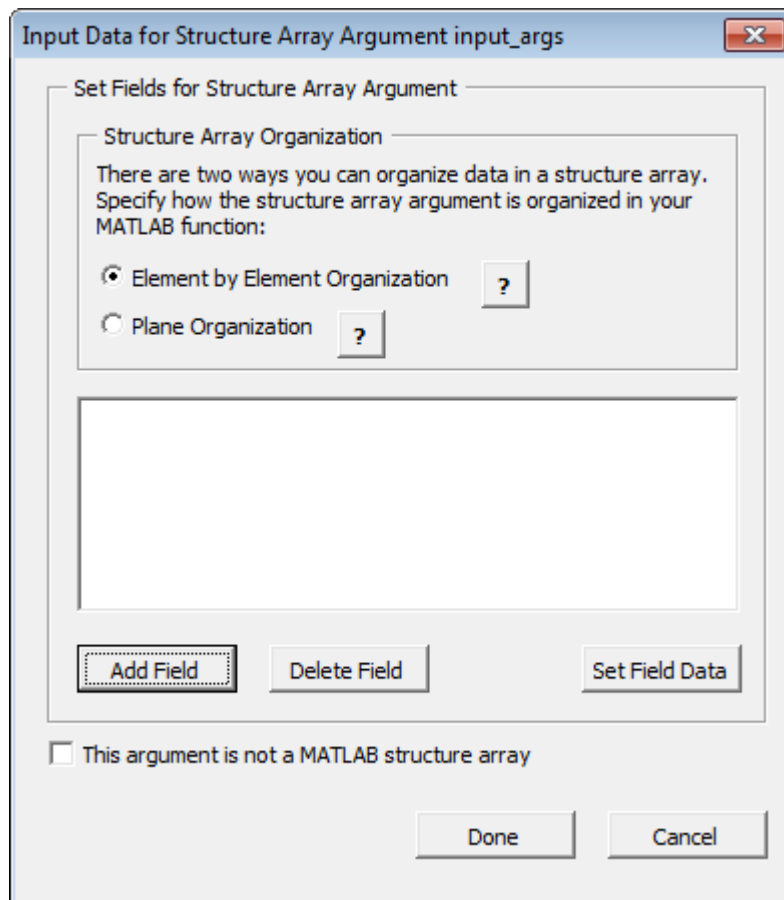 Input Data for Structure Array Argument input_args
Set Fields for Structure Array Argument
Structure Array Organization
There are two ways you can organize data in a structure array.
Specify how the structure array argument is organized in your
MATLAB function:
Element by Element Organization ?
Plane Organization ?
Add Field Delete Field Set Field Data
This argument is not a MATLAB structure array
Done Cancel